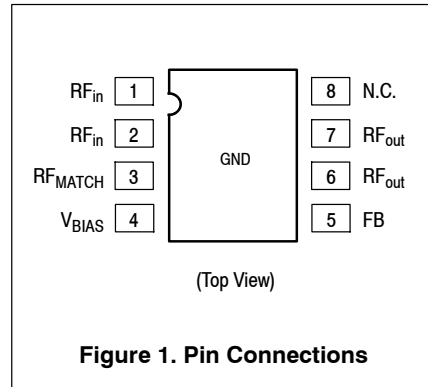 RFin 1 8 N.C.
RFin 2 7 RFout
GND
RFMATCH 3 6 RFout
VBIAS 4 5 FB
(Top View)
Figure 1. Pin Connections